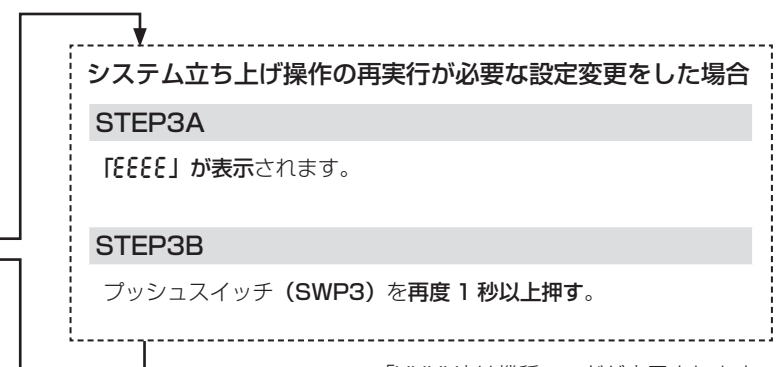 システム立ち上げ操作の再実行が必要な設定変更をした場合
STEP3A
「EEEE」が表示されます。
STEP3B
プッシュスイッチ（SWP3）を再度 1 秒以上押す。